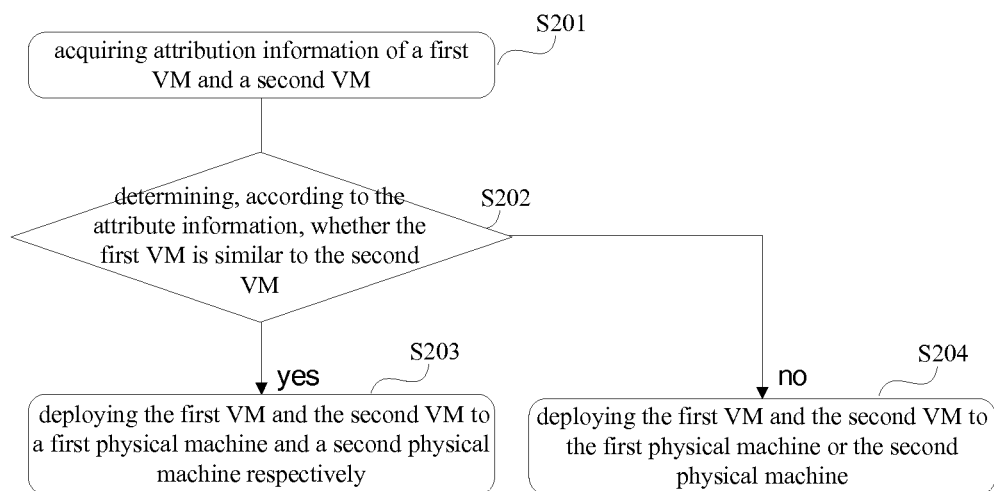 S201
acquiring attribution information of a first
VM and a second VM
S202
determining, according to the
attribute information, whether the
first VM is similar to the second
VM
S203
yes
deploying the first VM and the second VM to
a first physical machine and a second physical
machine respectively
S204
no
deploying the first VM and the second VM to
the first physical machine or the second
physical machine